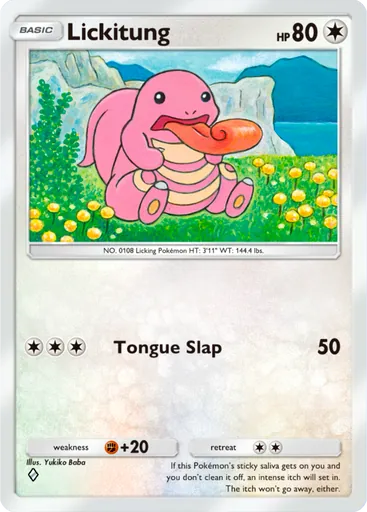 BASIC Lickitung HP 80
NO. 0108 Licking Pokémon HT: 3'11" WT: 144.4 lbs.
Tongue Slap 50
weakness +20 retreat
Illus. Yukiko Baba
If this Pokémon's sticky saliva gets on you and
you don't clean it off, an intense itch will set in.
The itch won't go away, either.